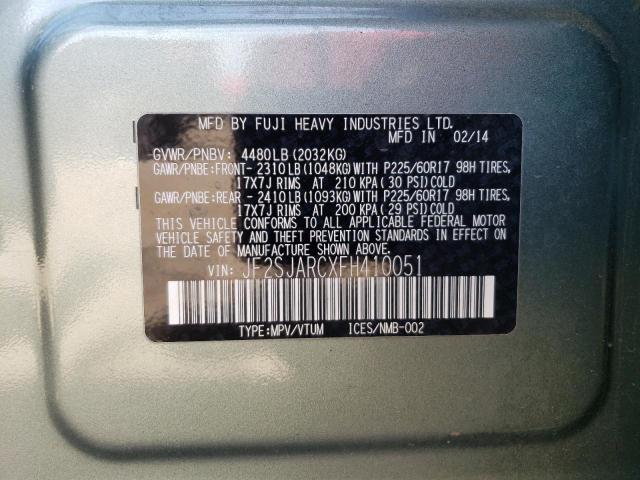 MFD BY FUJI HEAVY INDUSTRIES LTD.
MFD IN 02/14
GVWR/PNBV: 4480LB(2032KG)
GAWR/PNBE:FRONT- 2310LB(1048KG)WITH P225/60R17 98H TIRES,
17X7J RIMS AT 210 KPA(30 PSI)COLD
GAWR/PNBE:REAR - 2410LB(1093KG)WITH P225/60R17 98H TIRES,
17X7J RIMS AT 200 KPA(29 PSI)COLD
THIS VEHICLE CONFORMS TO ALL APPLICABLE FEDERAL MOTOR
VEHICLE SAFETY AND THEFT PREVENTION STANDARDS IN EFFECT ON
THE DATE OF MANUFACTURE SHOWN ABOVE.
VIN: JF2SJARCXFH410051
TYPE:MPV/VTUM ICES/NMB-002